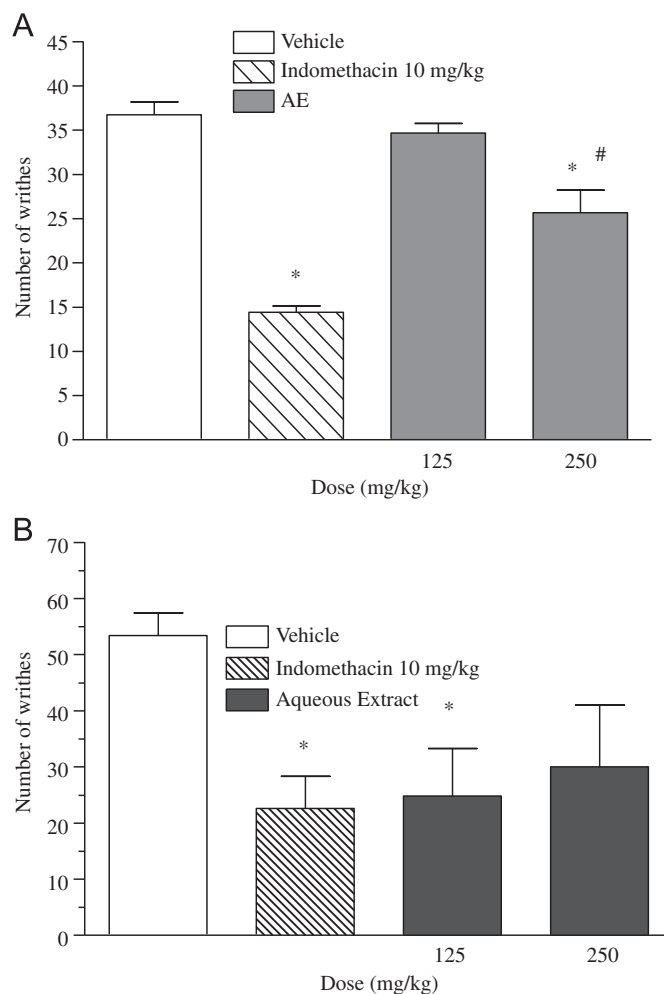 A
45
40
35
30
25
20
15
10
5
0
Number of writhes
Vehicle
Indomethacin 10 mg/kg
AE
*
* #
125 250
Dose (mg/kg)
B
70
60
50
40
30
20
10
0
Number of writhes
Vehicle
Indomethacin 10 mg/kg
Aqueous Extract
*
*
125 250
Dose (mg/kg)